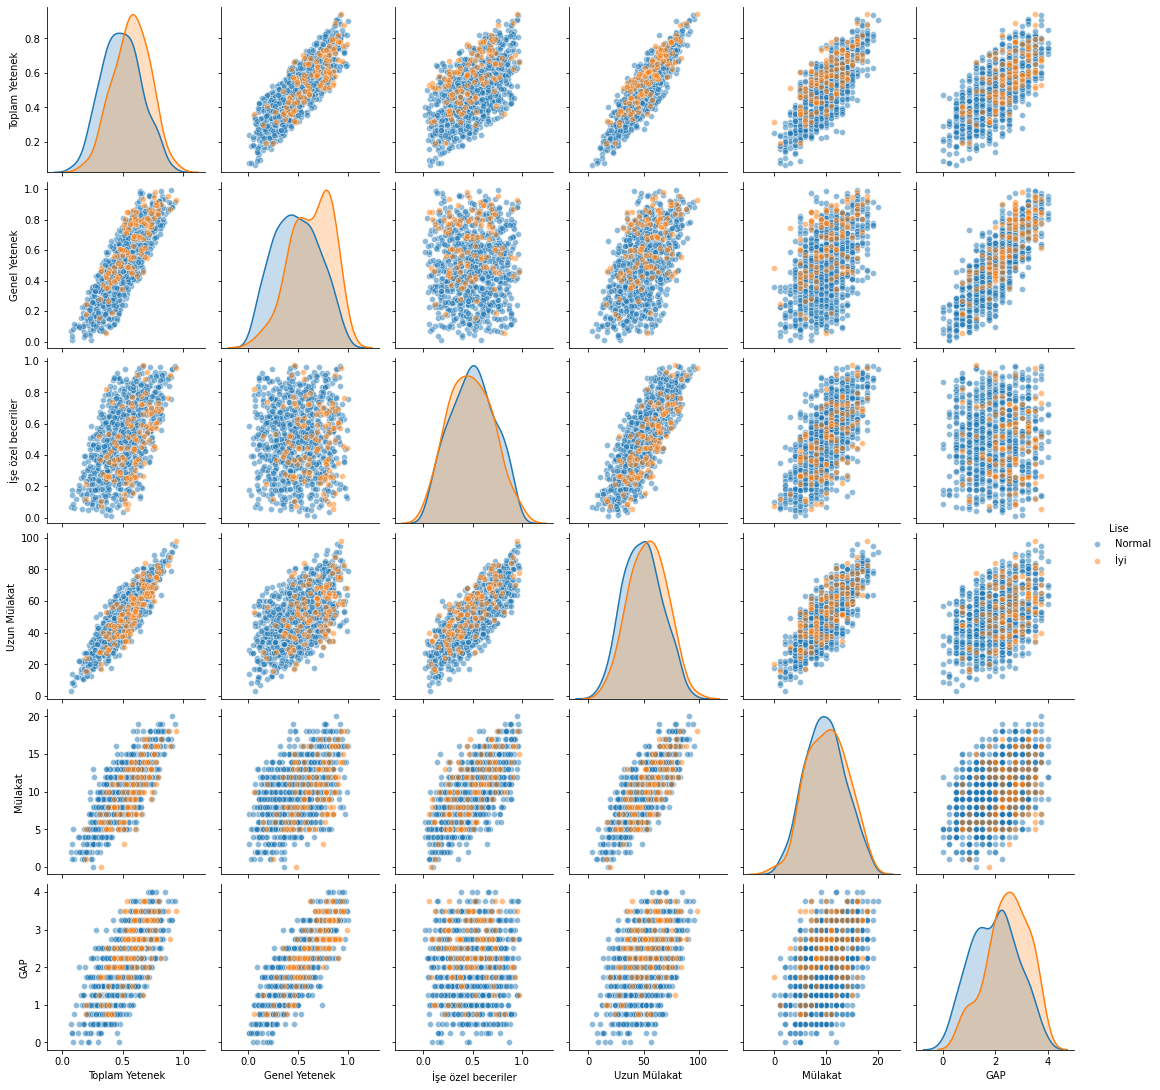 Toplam Yetenek
0.2
0.4
0.6
0.8
Genel Yetenek
0.0
0.2
0.4
0.6
0.8
1.0
İşe özel beceriler
0.0
0.2
0.4
0.6
0.8
1.0
Uzun Mülakat
0
20
40
60
80
100
Lise
Normal
İyi
Mülakat
0
5
10
15
20
GAP
0
1
2
3
4
0.0 0.5 1.0
Toplam Yetenek
0.0 0.5 1.0
Genel Yetenek
0.0 0.5 1.0
İşe özel beceriler
0 50 100
Uzun Mülakat
0 10 20
Mülakat
0 2 4
GAP